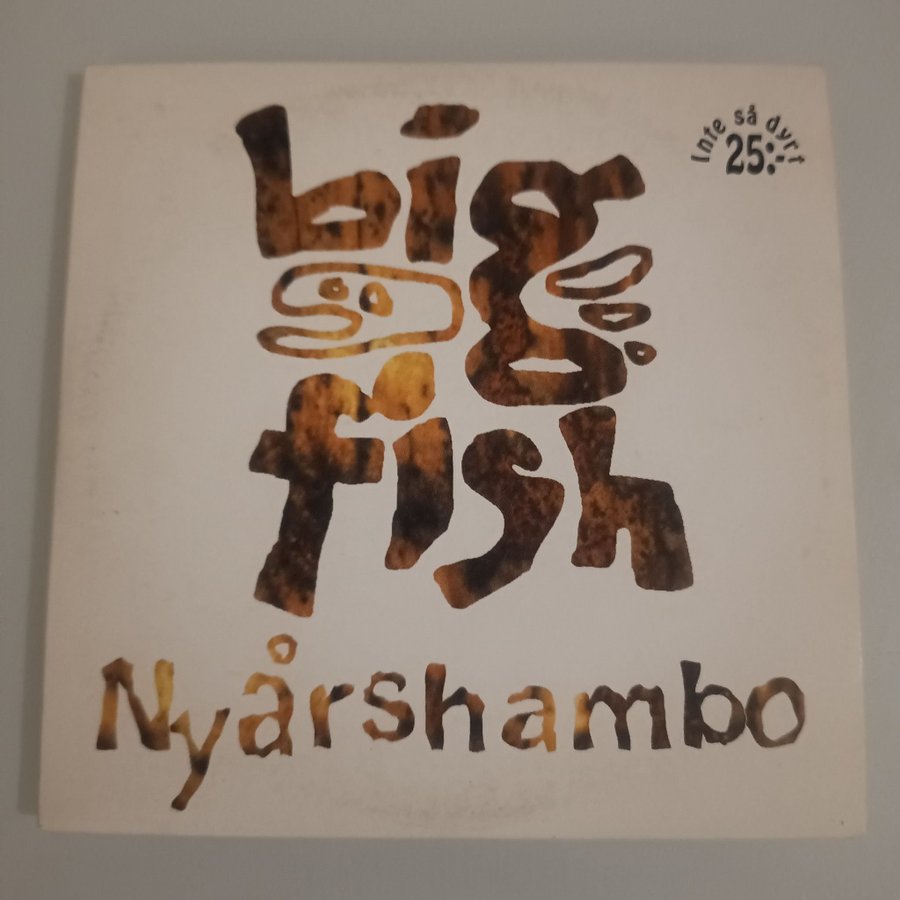 big
fish
Nyårshambo
Inte så dyrt
25:-